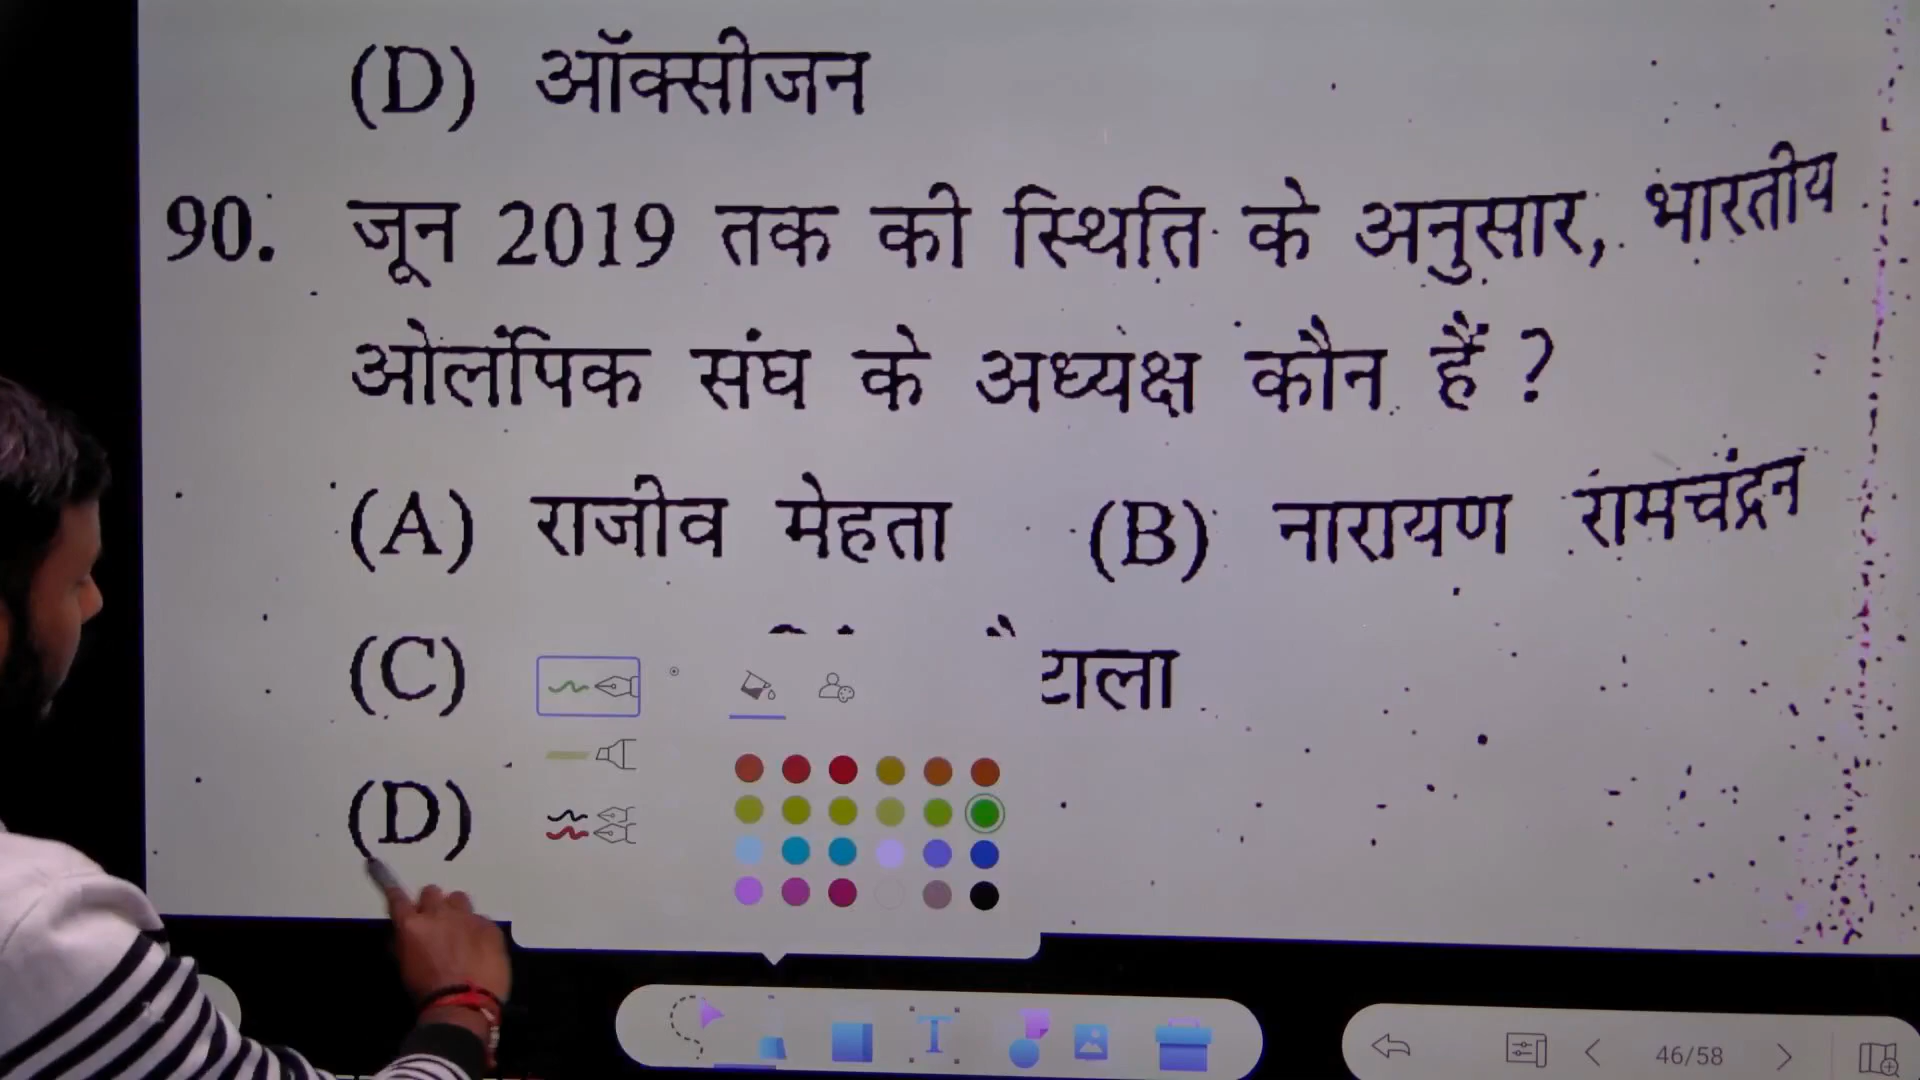 (D) ऑक्सीजन
90. जून 2019 तक की स्थिति के अनुसार, भारतीय
ओलंपिक संघ के अध्यक्ष कौन हैं ?
(A) राजीव मेहता (B) नारायण रामचंद्रन
(C)
(D)
T
46/58